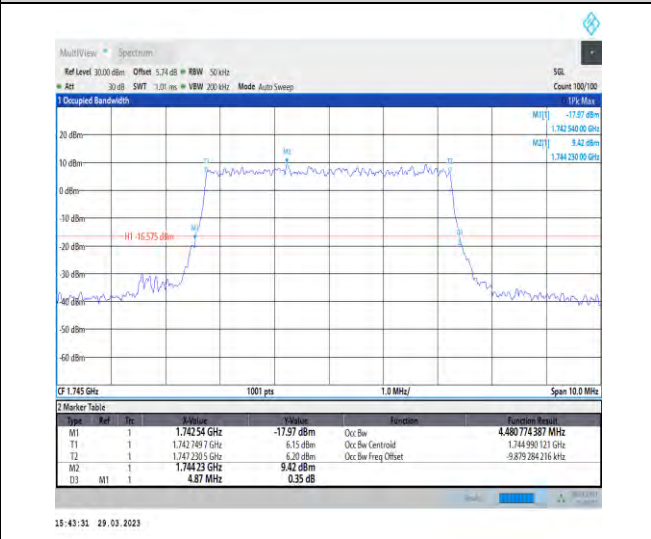 MultiView Spectrum
Ref Level 30.00 dBm Offset 5.74 dB RBW 50 kHz SGL
Att 30 dB SWT 1.01 ms VBW 200 kHz Mode Auto Sweep Count 100/100
1 Occupied Bandwidth 1Pk Max
M1[1] -17.97 dBm
1.742 540 00 GHz
M2[1] 9.42 dBm
1.744 230 00 GHz
20 dBm
M2
T1 T2
10 dBm
0 dBm
-10 dBm
M1
H1 -16.575 dBm
D3
-20 dBm
-30 dBm
-40 dBm
-50 dBm
-60 dBm
CF 1.745 GHz 1001 pts 1.0 MHz/ Span 10.0 MHz
2 Marker Table
Type Ref Trc X-Value Y-Value Function Function Result
M1 1 1.742 54 GHz -17.97 dBm Occ Bw 4.480 774 387 MHz
T1 1 1.742 749 7 GHz 6.15 dBm Occ Bw Centroid 1.744 990 121 GHz
T2 1 1.747 230 5 GHz 6.20 dBm Occ Bw Freq Offset -9.879 284 216 kHz
M2 1 1.744 23 GHz 9.42 dBm
D3 M1 1 4.87 MHz 0.35 dB
15:43:31 29.03.2023